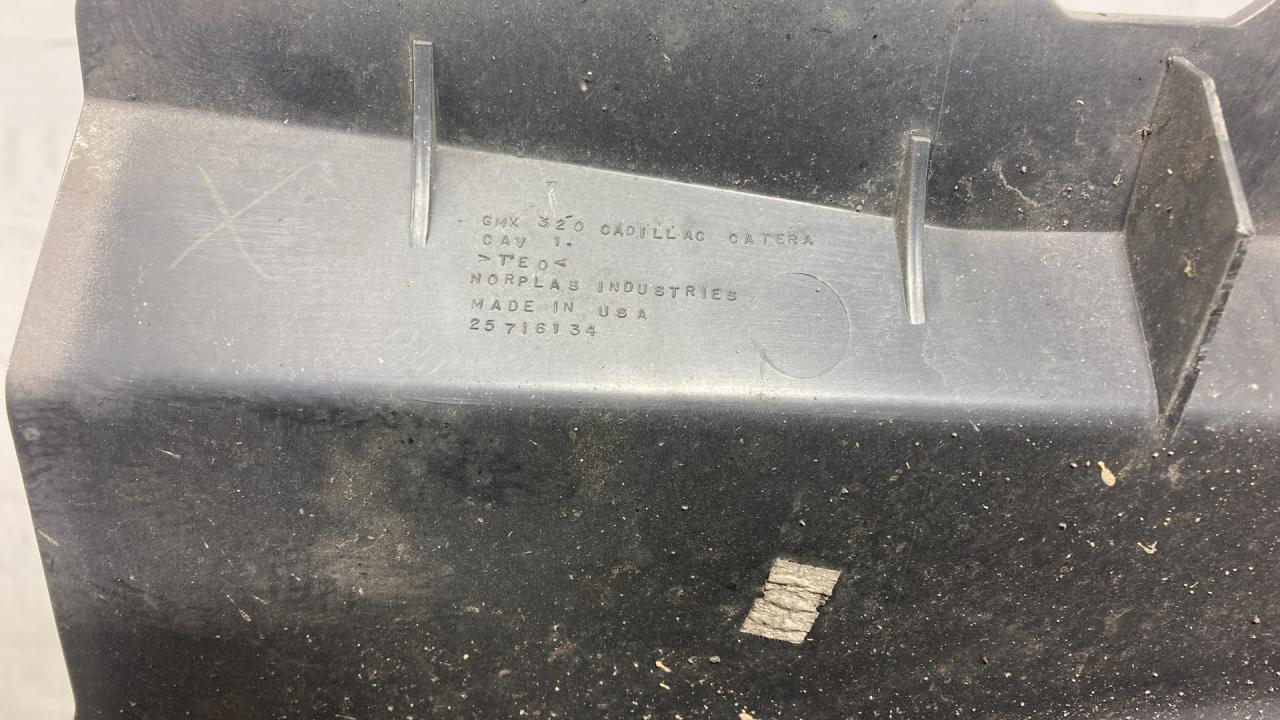 GMX 320 CADILLAC CATERA
CAV 1.
>TEO<
NORPLAS INDUSTRIES
MADE IN USA
25716134